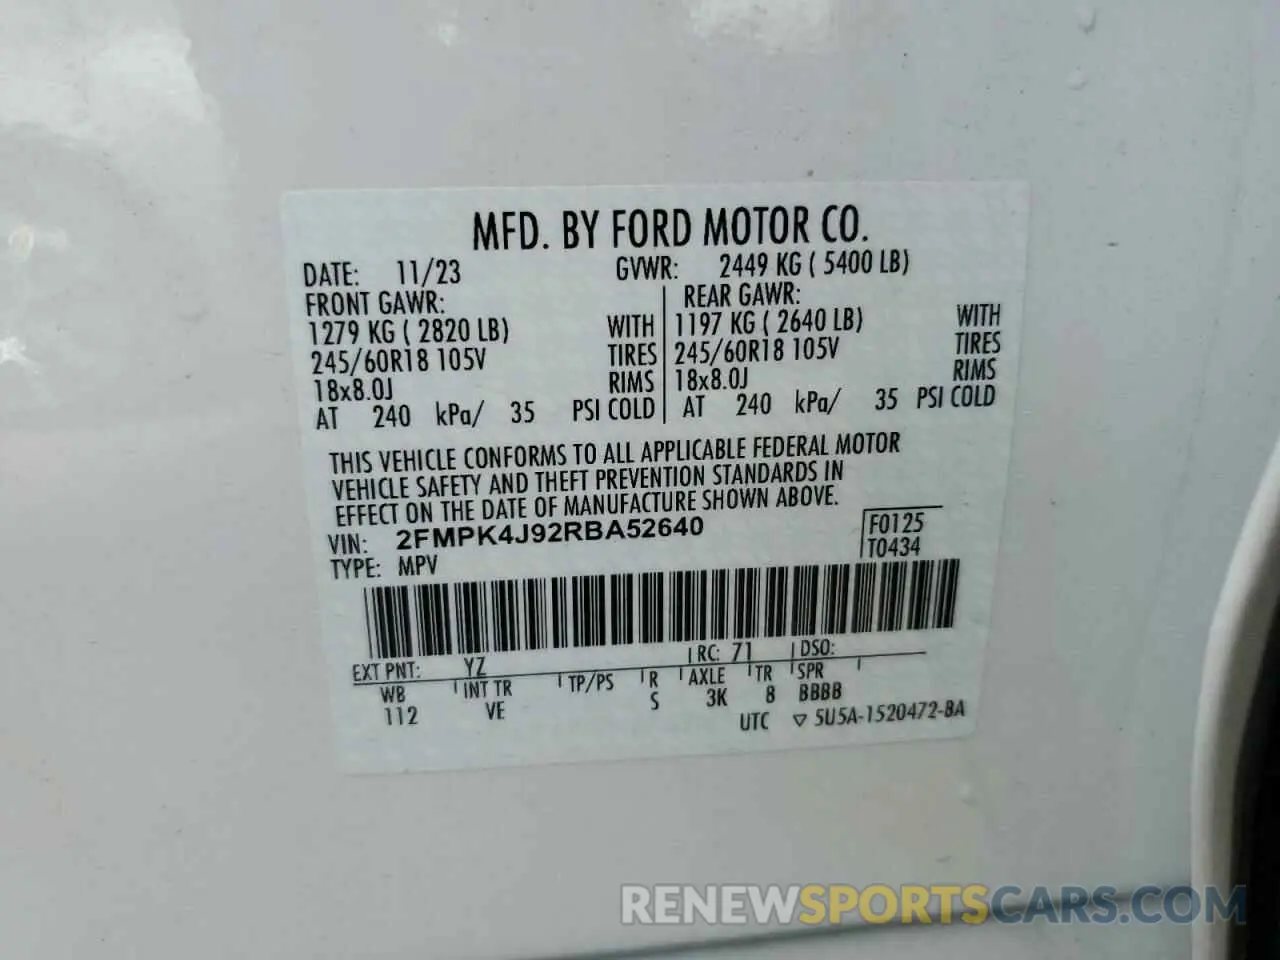 MFD. BY FORD MOTOR CO.
DATE: 11/23 GVWR: 2449 KG ( 5400 LB)
FRONT GAWR: REAR GAWR:
1279 KG ( 2820 LB) WITH 1197 KG ( 2640 LB) WITH
245/60R18 105V TIRES 245/60R18 105V TIRES
18x8.0J RIMS 18x8.0J RIMS
AT 240 kPa/ 35 PSI COLD AT 240 kPa/ 35 PSI COLD
THIS VEHICLE CONFORMS TO ALL APPLICABLE FEDERAL MOTOR
VEHICLE SAFETY AND THEFT PREVENTION STANDARDS IN
EFFECT ON THE DATE OF MANUFACTURE SHOWN ABOVE.
VIN: 2FMPK4J92RBA52640 F0125
TYPE: MPV T0434
EXT PNT: YZ RC: 71 DSO:
WB INT TR TP/PS R AXLE TR SPR
112 VE S 3K 8 BBBB
UTC ▽ 5U5A-1520472-BA
RENEWSPORTSCARS.COM